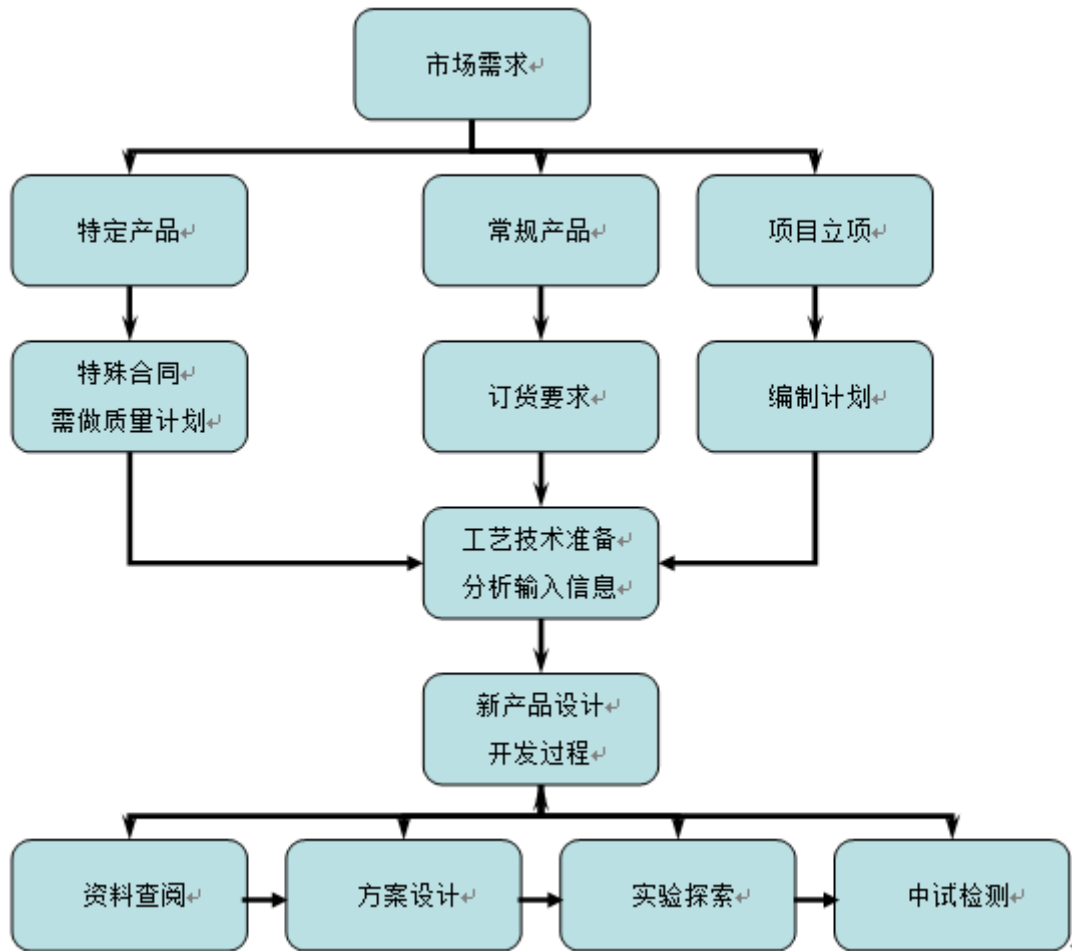 市场需求
特定产品
常规产品
项目立项
特殊合同
需做质量计划
订货要求
编制计划
工艺技术准备
分析输入信息
新产品设计
开发过程
资料查阅
方案设计
实验探索
中试检测